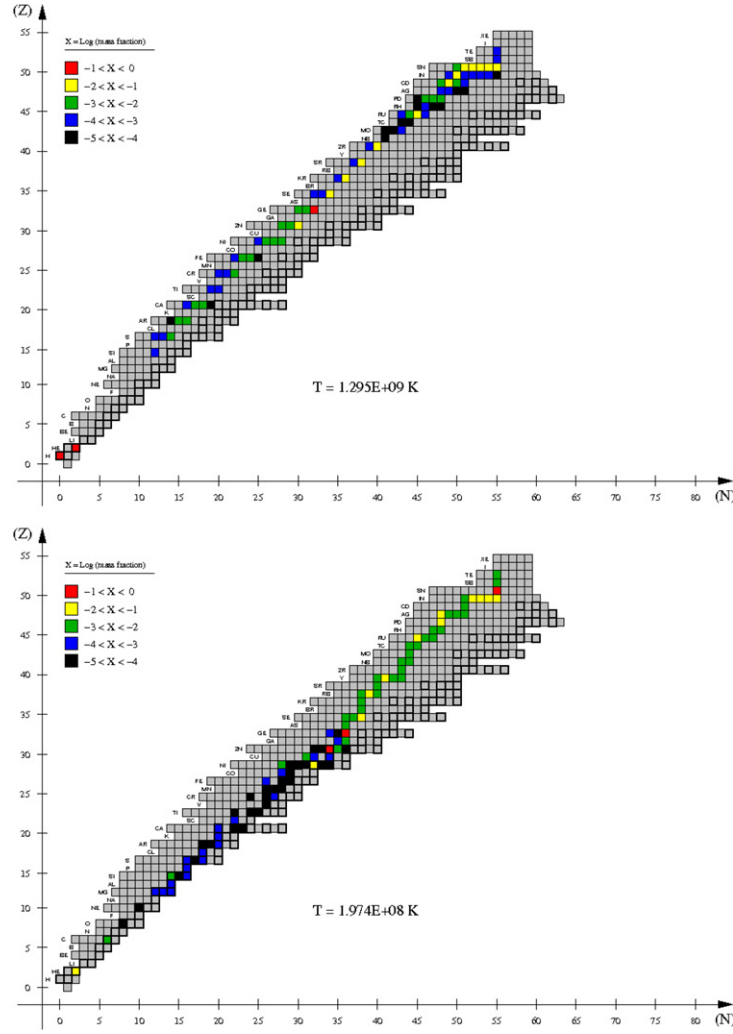 (Z)
X = Log (mass fraction)
−1 < X < 0
−2 < X < −1
−3 < X < −2
−4 < X < −3
−5 < X < −4
55
50
45
40
35
30
25
20
15
10
5
0
XE
I
TE
SB
SN
IN
CD
AG
PD
RH
RU
TC
MO
NB
ZR
Y
SR
RB
KR
BR
SE
AS
GE
GA
ZN
CU
NI
CO
FE
MN
CR
V
TI
SC
CA
K
AR
CL
S
P
SI
AL
MG
NA
NE
F
O
N
C
B
BE
LI
HE
H
T = 1.295E+09 K
0 5 10 15 20 25 30 35 40 45 50 55 60 65 70 75 80 (N)
(Z)
X = Log (mass fraction)
−1 < X < 0
−2 < X < −1
−3 < X < −2
−4 < X < −3
−5 < X < −4
55
50
45
40
35
30
25
20
15
10
5
0
XE
I
TE
SB
SN
IN
CD
AG
PD
RH
RU
TC
MO
NB
ZR
Y
SR
RB
KR
BR
SE
AS
GE
GA
ZN
CU
NI
CO
FE
MN
CR
V
TI
SC
CA
K
AR
CL
S
P
SI
AL
MG
NA
NE
F
O
N
C
B
BE
LI
HE
H
T = 1.974E+08 K
0 5 10 15 20 25 30 35 40 45 50 55 60 65 70 75 80 (N)